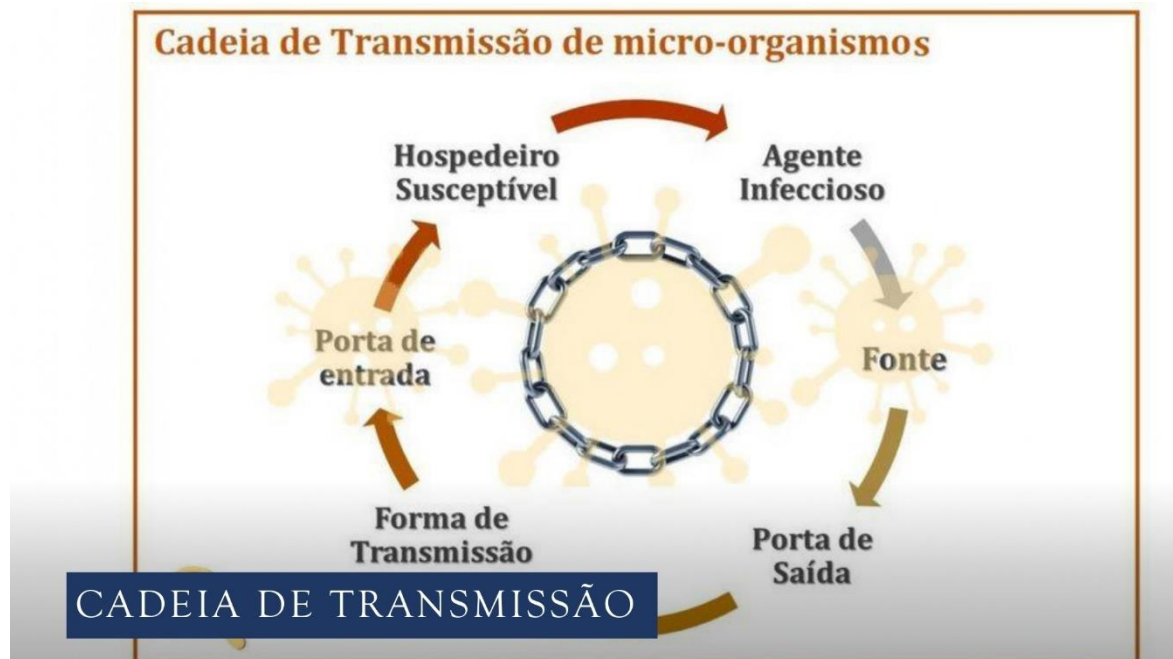 Cadeia de Transmissão de micro-organismos
Hospedeiro
Susceptível
Agente
Infeccioso
Porta de
entrada
Fonte
Forma de
Transmissão
Porta de
Saída
CADEIA DE TRANSMISSÃO